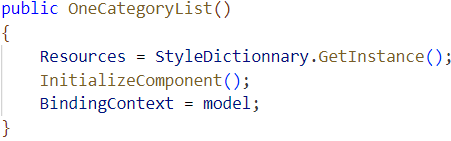 public OneCategoryList()
{
    Resources = StyleDictionnary.GetInstance();
    InitializeComponent();
    BindingContext = model;
}